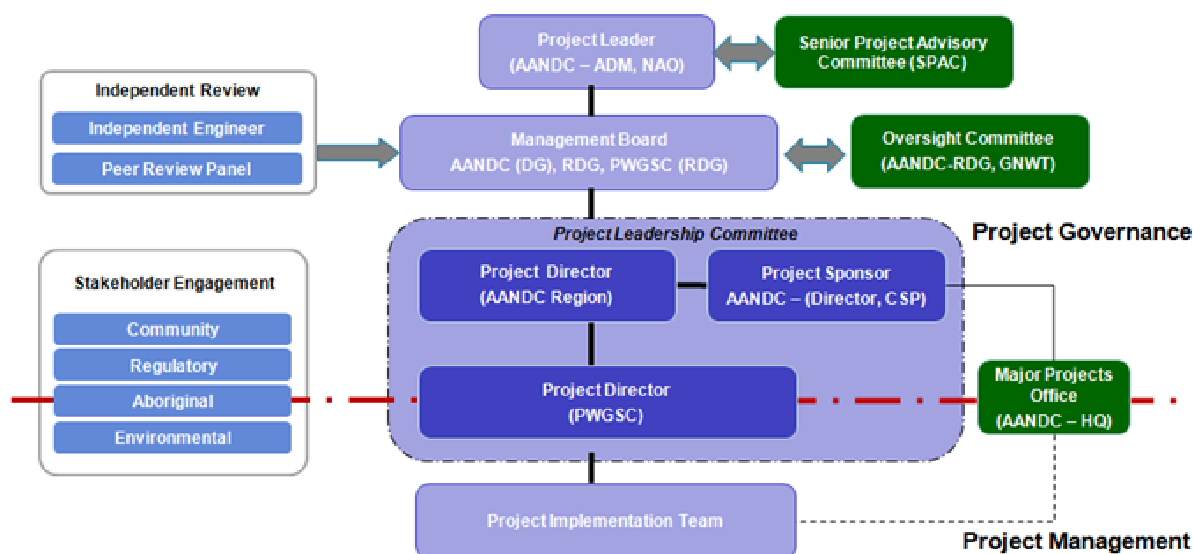 Project Leader
(AANDC – ADM, NAO)
Senior Project Advisory
Committee (SPAC)
Independent Review
Independent Engineer
Peer Review Panel
Management Board
AANDC (DG), RDG, PWGSC (RDG)
Oversight Committee
(AANDC-RDG, GNWT)
Project Leadership Committee
Project Governance
Project Director
(AANDC Region)
Project Sponsor
AANDC – (Director, CSP)
Stakeholder Engagement
Community
Regulatory
Aboriginal
Environmental
Project Director
(PWGSC)
Major Projects
Office
(AANDC – HQ)
Project Implementation Team
Project Management